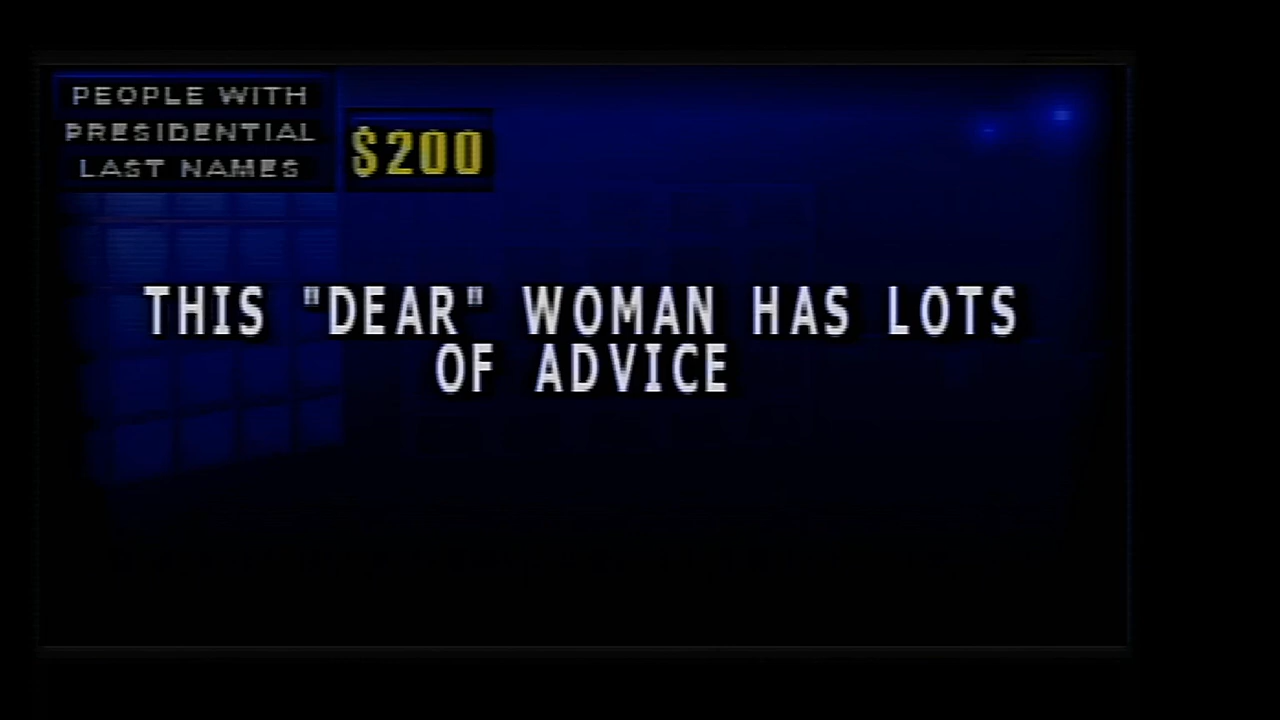 PEOPLE WITH
PRESIDENTIAL
LAST NAMES
$200
THIS "DEAR" WOMAN HAS LOTS
OF ADVICE